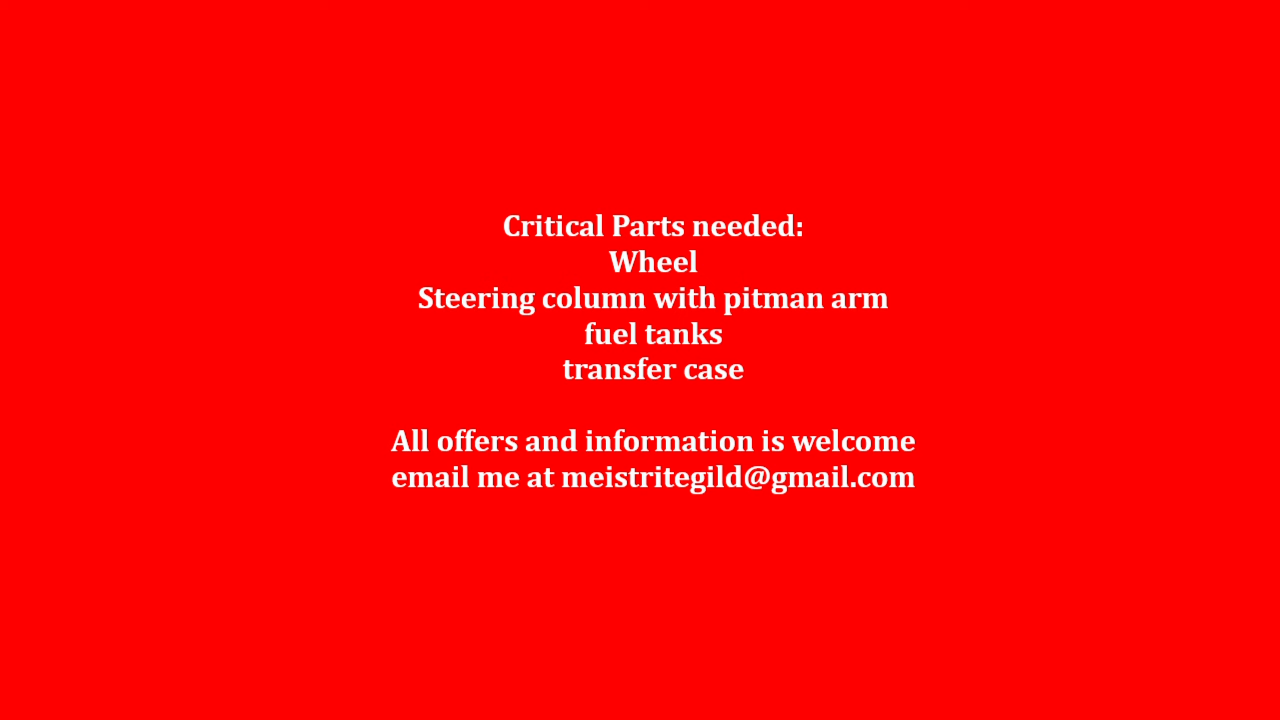 Critical Parts needed:
Wheel
Steering column with pitman arm
fuel tanks
transfer case
All offers and information is welcome
email me at meistritegild@gmail.com